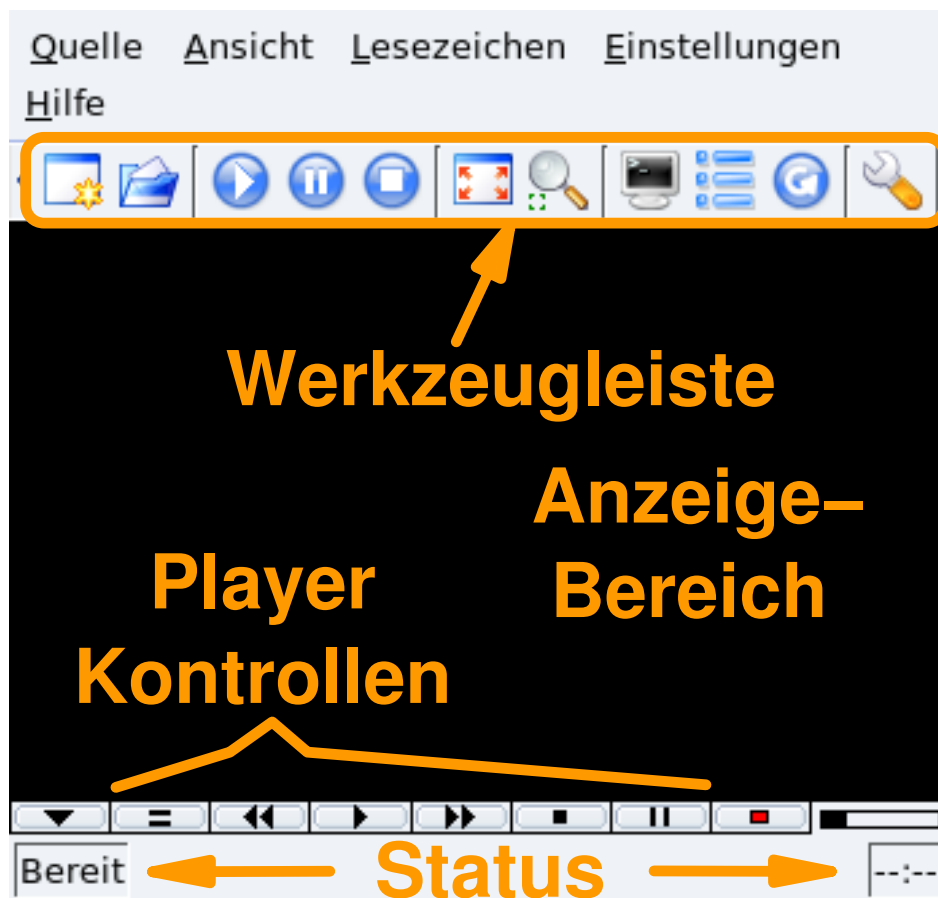 Quelle Ansicht Lesezeichen Einstellungen
Hilfe
Werkzeugleiste
Anzeige–
Bereich
Player
Kontrollen
Bereit
Status
--:--